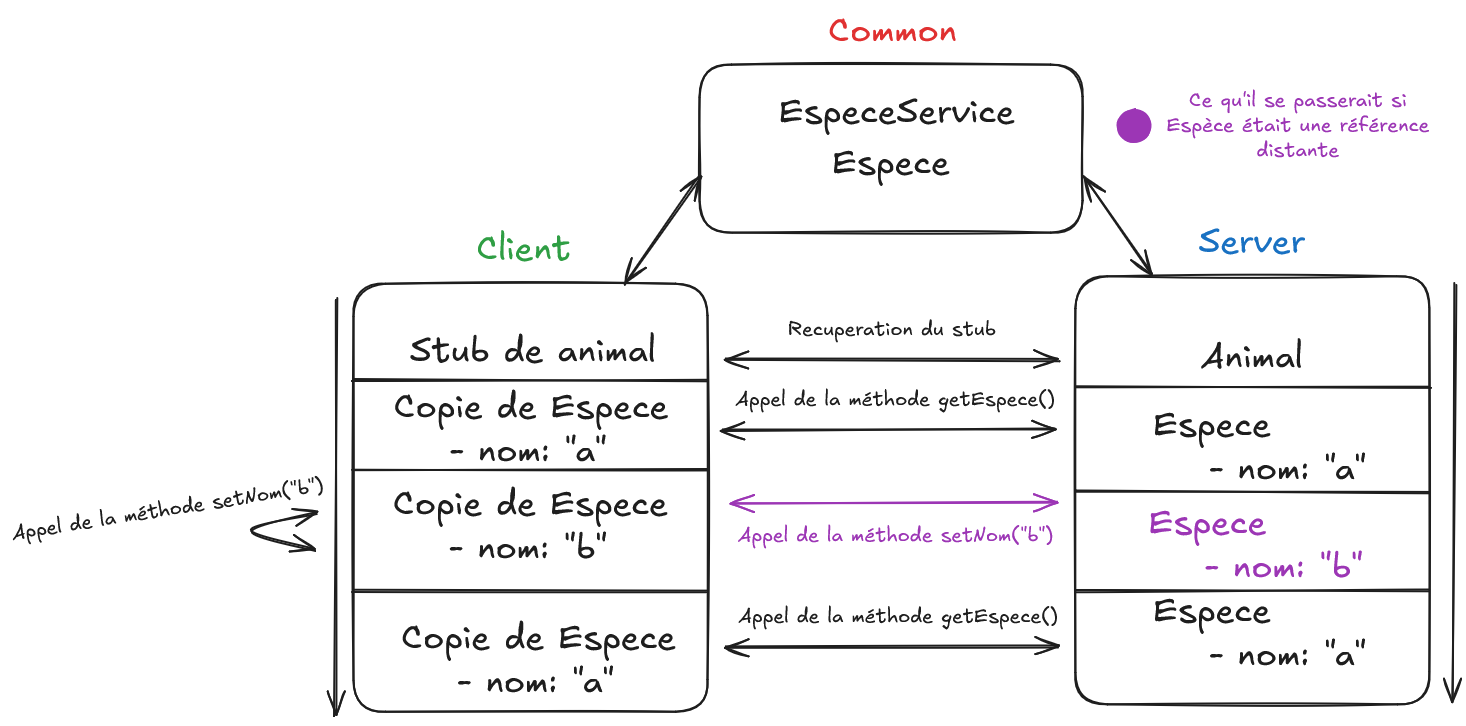 Common
EspeceService
Espece
Ce qu'il se passerait si
Espèce était une référence
distante
Client
Server
Stub de animal
Recuperation du stub
Animal
Copie de Espece
- nom: "a"
Appel de la méthode getEspece()
Espece
- nom: "a"
Appel de la méthode setNom("b")
Copie de Espece
- nom: "b"
Appel de la méthode setNom("b")
Espece
- nom: "b"
Copie de Espece
- nom: "a"
Appel de la méthode getEspece()
Espece
- nom: "a"